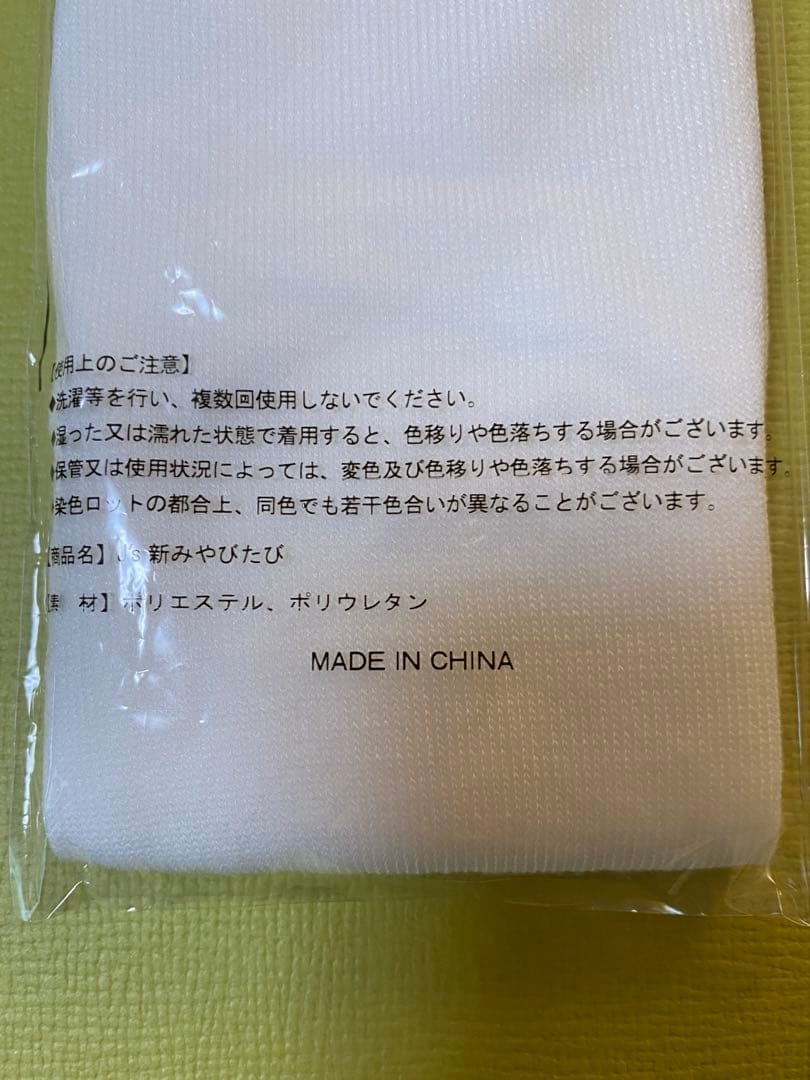 【使用上のご注意】
◆洗濯等を行い、複数回使用しないでください。
◆湿った又は濡れた状態で着用すると、色移りや色落ちする場合がございます。
◆保管又は使用状況によっては、変色及び色移りや色落ちする場合がございます。
◆染色ロットの都合上、同色でも若干色合いが異なることがございます。
【商品名】J's 新みやびたび
【素　材】ポリエステル、ポリウレタン
MADE IN CHINA